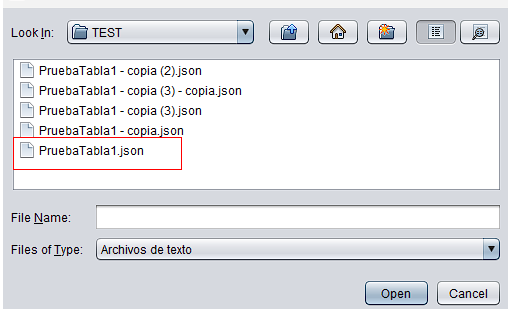 Look In: TEST
PruebaTabla1 - copia (2).json
PruebaTabla1 - copia (3) - copia.json
PruebaTabla1 - copia (3).json
PruebaTabla1 - copia.json
PruebaTabla1.json
File Name:
Files of Type: Archivos de texto
Open Cancel